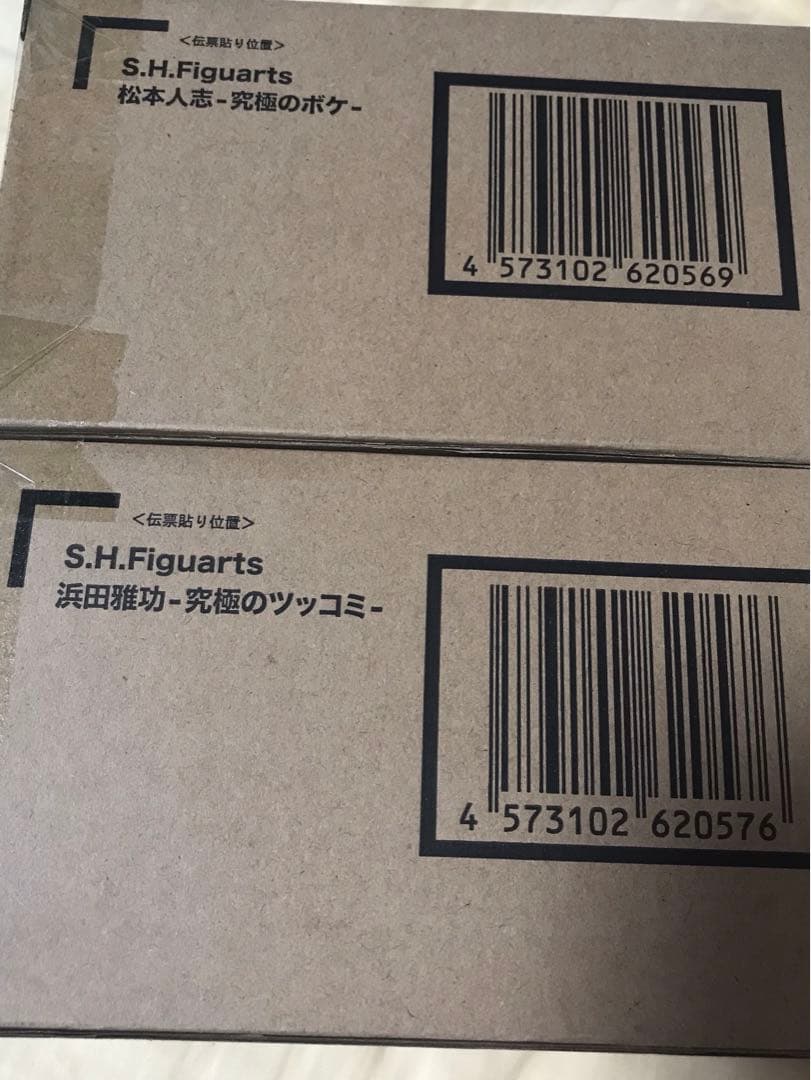 <伝票貼り位置>
S.H.Figuarts
松本人志-究極のボケ-
4 573102 620569
<伝票貼り位置>
S.H.Figuarts
浜田雅功-究極のツッコミ-
4 573102 620576